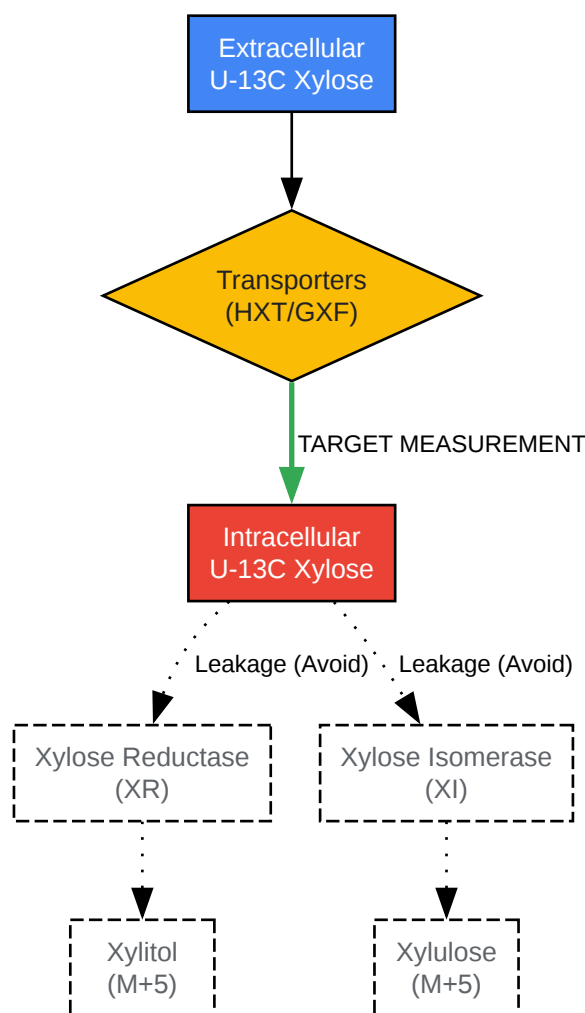 Extracellular
U-13C Xylose
Transporters
(HXT/GXF)
TARGET MEASUREMENT
Intracellular
U-13C Xylose
Leakage (Avoid)
Leakage (Avoid)
Xylose Reductase
(XR)
Xylose Isomerase
(XI)
Xylitol
(M+5)
Xylulose
(M+5)